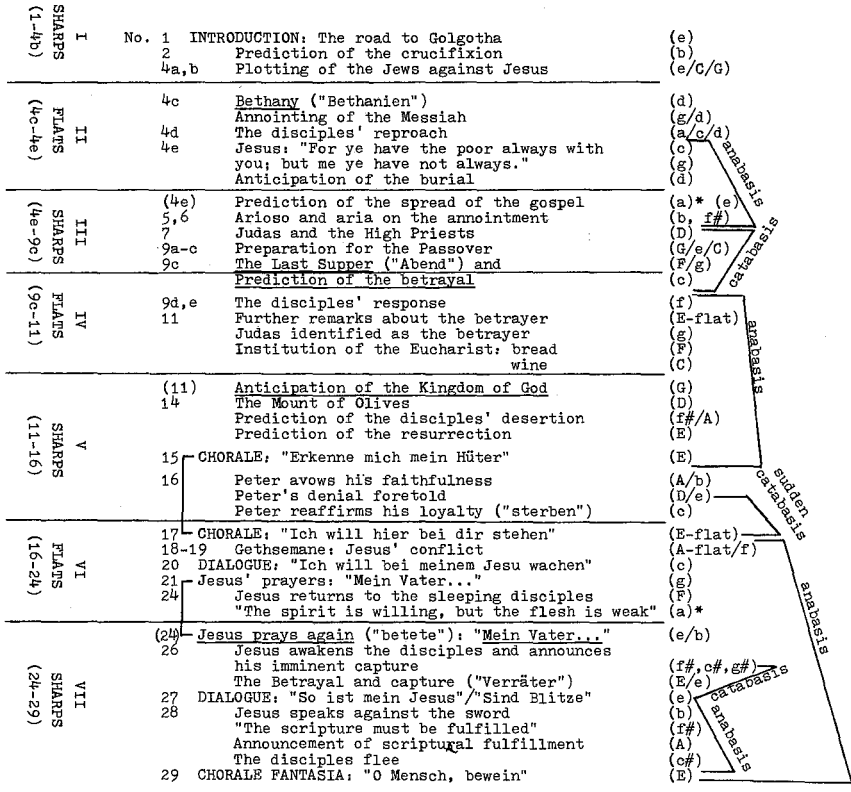 I SHARPS (1-4b)
No. 1 INTRODUCTION: The road to Golgotha (e)
2 Prediction of the crucifixion (b)
4a,b Plotting of the Jews against Jesus (e/C/G)
II FLATS (4c-4e)
4c Bethany ("Bethanien") (d)
Annointing of the Messiah (g/d)
4d The disciples' reproach (a/c/d)
4e Jesus: "For ye have the poor always with (c)
you; but me ye have not always." (g)
Anticipation of the burial (d)
anabasis
III SHARPS (4e-9c)
(4e) Prediction of the spread of the gospel (a)* (e)
5,6 Arioso and aria on the annointment (b, f#)
7 Judas and the High Priests (D)
9a-c Preparation for the Passover (G/e/C)
9c The Last Supper ("Abend") and (F/g)
Prediction of the betrayal (c)
catabasis
IV FLATS (9c-11)
9d,e The disciples' response (f)
11 Further remarks about the betrayer (E-flat)
Judas identified as the betrayer (g)
Institution of the Eucharist: bread (F)
wine (C)
anabasis
V SHARPS (11-16)
(11) Anticipation of the Kingdom of God (G)
14 The Mount of Olives (D)
Prediction of the disciples' desertion (f#/A)
Prediction of the resurrection (E)
15 CHORALE: "Erkenne mich mein Hüter" (E)
16 Peter avows his faithfulness (A/b)
Peter's denial foretold (D/e)
Peter reaffirms his loyalty ("sterben") (c)
sudden catabasis
VI FLATS (16-24)
17 CHORALE: "Ich will hier bei dir stehen" (E-flat)
18-19 Gethsemane: Jesus' conflict (A-flat/f)
20 DIALOGUE: "Ich will bei meinem Jesu wachen" (c)
21 Jesus' prayers: "Mein Vater..." (g)
24 Jesus returns to the sleeping disciples (F)
"The spirit is willing, but the flesh is weak" (a)*
anabasis
VII SHARPS (24-29)
(24) Jesus prays again ("betete"): "Mein Vater..." (e/b)
26 Jesus awakens the disciples and announces
his imminent capture (f#,c#,g#)
The Betrayal and capture ("Verräter") (E/e)
catabasis
27 DIALOGUE: "So ist mein Jesus"/"Sind Blitze" (e)
28 Jesus speaks against the sword (b)
"The scripture must be fulfilled" (f#)
Announcement of scriptural fulfillment (A)
The disciples flee (c#)
anabasis
29 CHORALE FANTASIA: "O Mensch, bewein" (E)